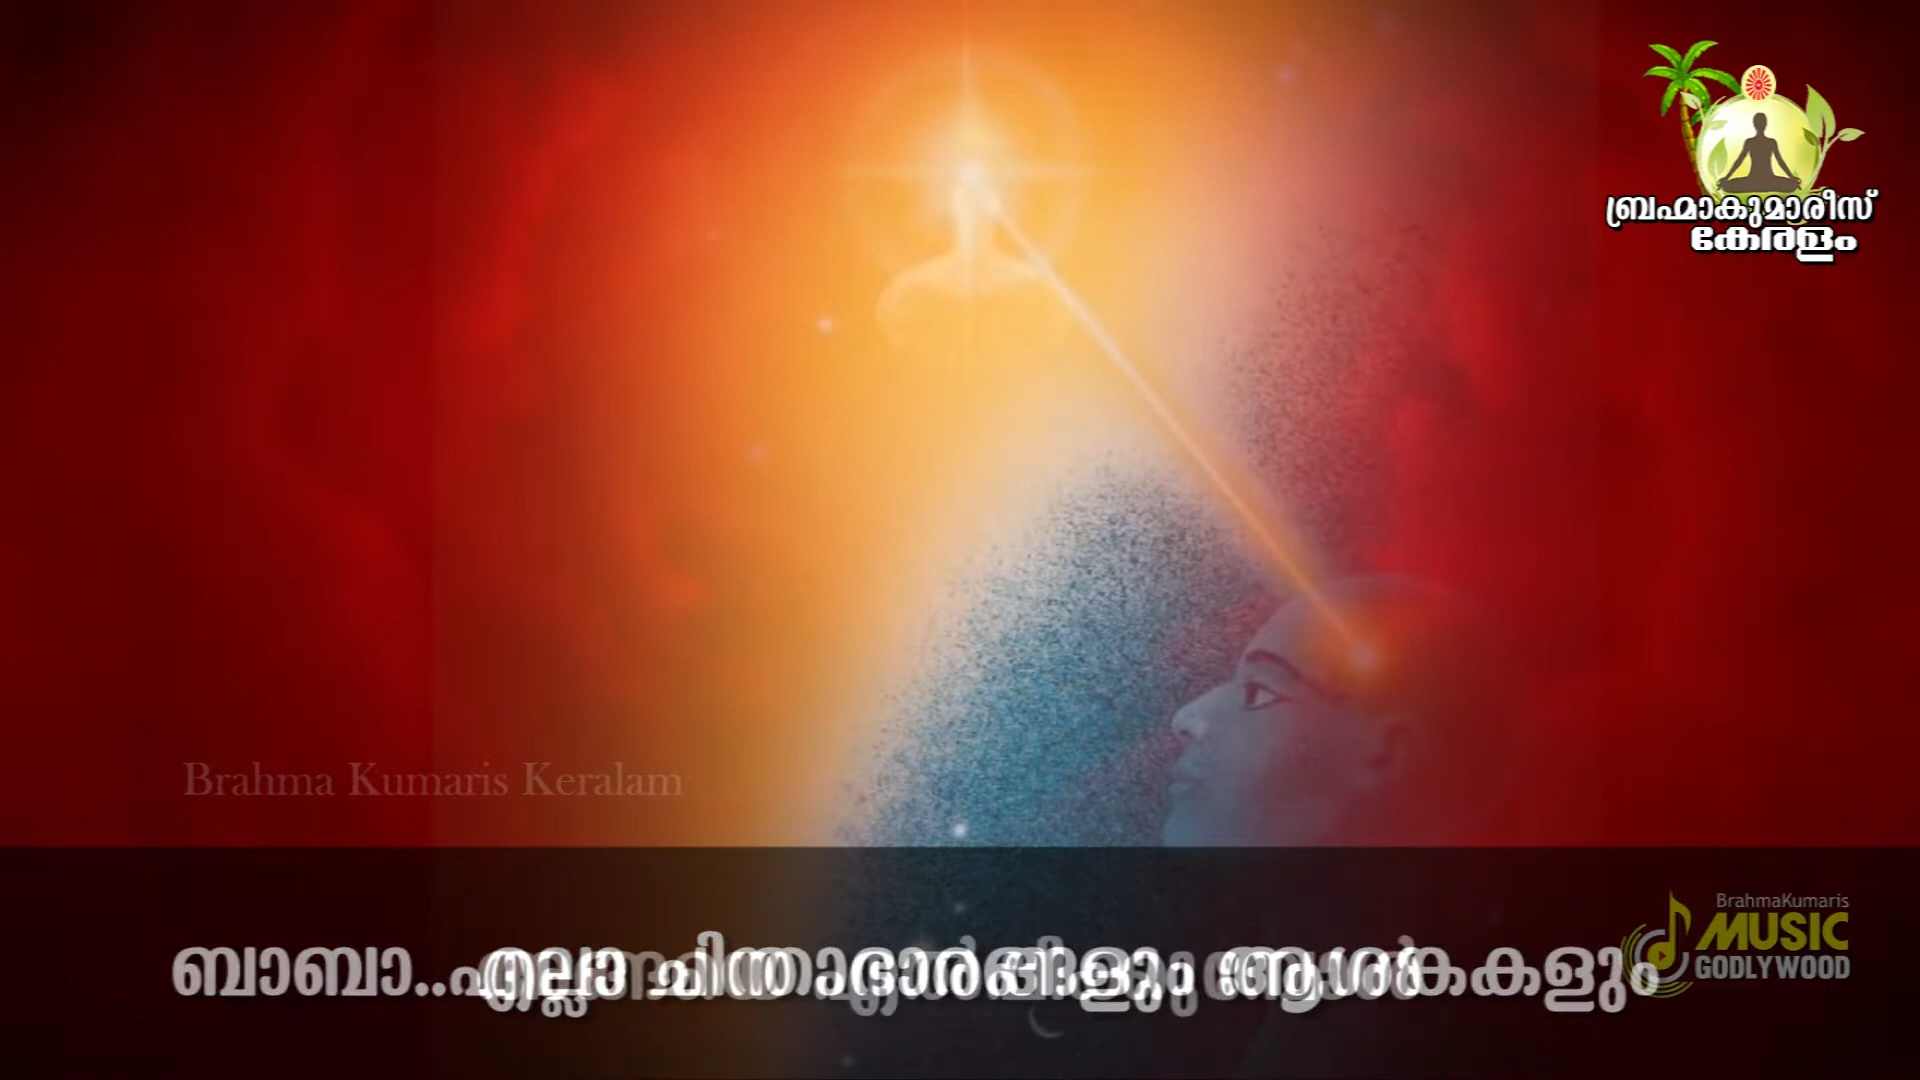 ബ്രഹ്മാകുമാരീസ്
കേരളം
Brahma Kumaris Keralam
BrahmaKumaris
MUSIC
GODLYWOOD
ബാബാ.. എല്ലാ ചിന്താഭാരങ്ങളും ആശങ്കകളും